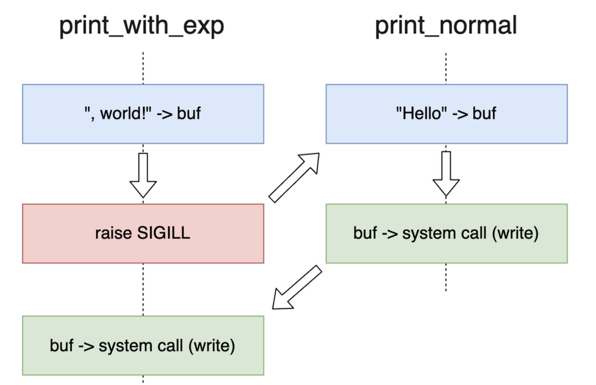 print_with_exp
print_normal
", world!" -> buf
"Hello" -> buf
raise SIGILL
buf -> system call (write)
buf -> system call (write)